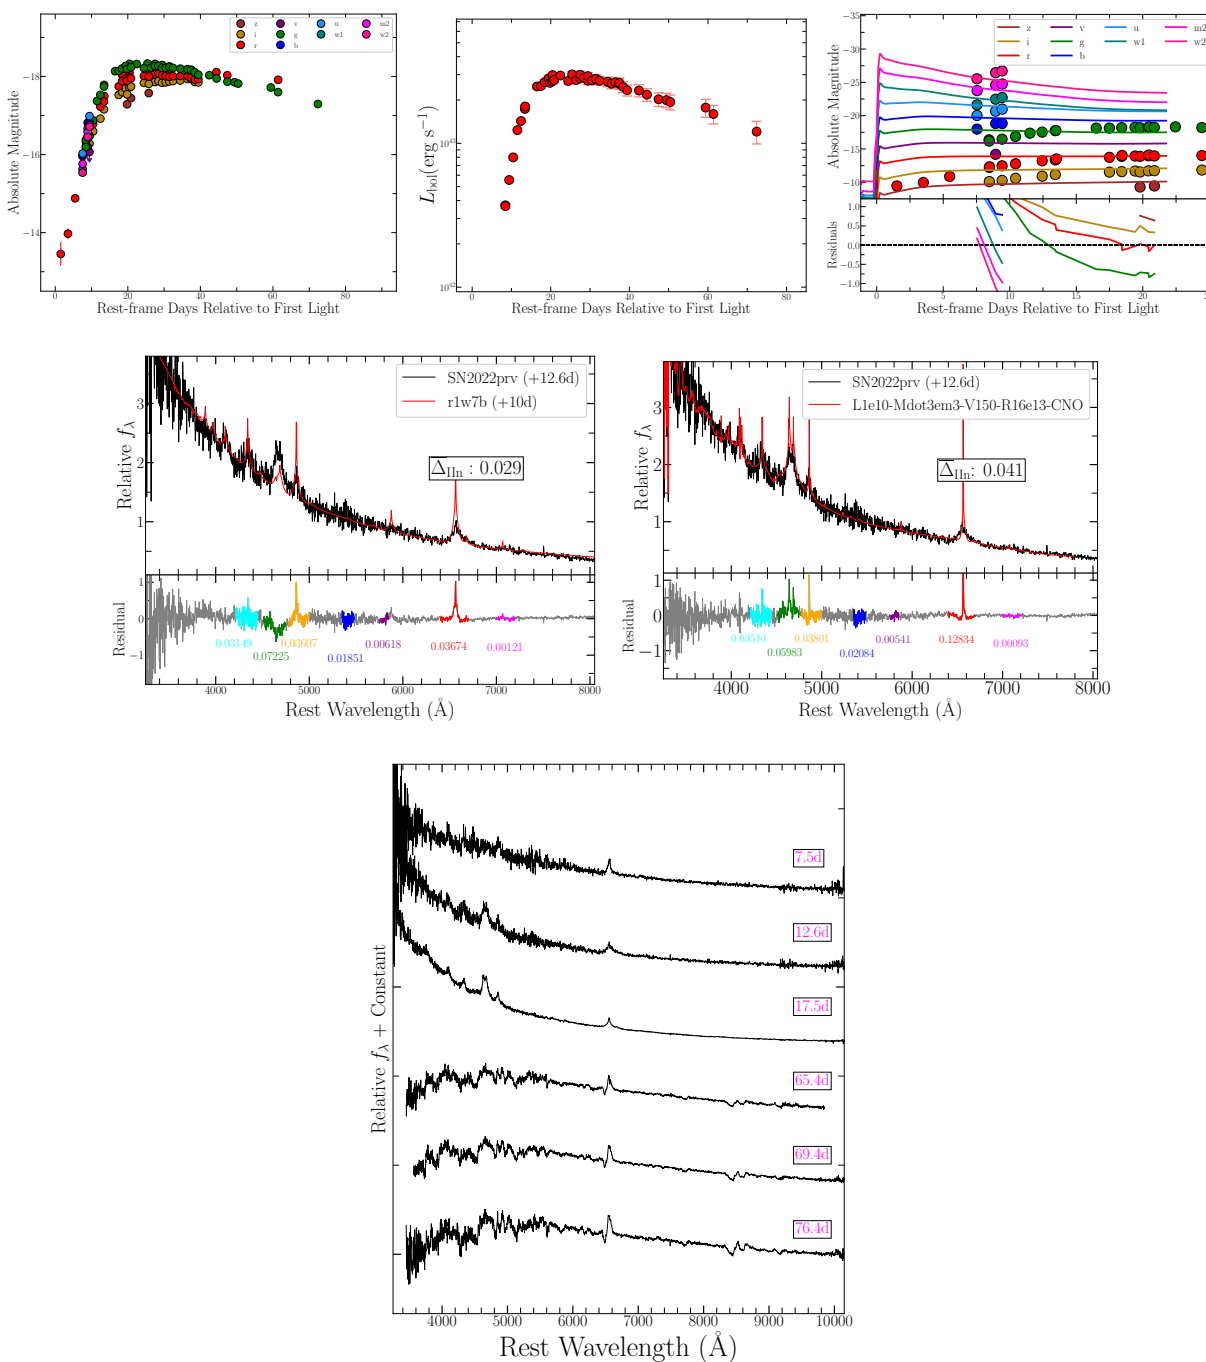 z
i
r
v
g
b
u
w1
m2
w2
Absolute Magnitude
−18
−16
−14
0
20
40
60
80
Rest-frame Days Relative to First Light
L_bol(erg s⁻¹)
10⁴³
10⁴²
0
20
40
60
80
Rest-frame Days Relative to First Light
z
i
r
v
g
b
u
w1
m2
w2
Absolute Magnitude
−35
−30
−25
−20
−15
−10
Residuals
1.0
0.5
0.0
−0.5
−1.0
0
5
10
15
20
Rest-frame Days Relative to First Light
SN2022prv (+12.6d)
r1w7b (+10d)
Δ_IIn : 0.029
Relative f_λ
3
2
1
Residual
1
0
−1
0.03149
0.07225
0.03607
0.01851
0.00618
0.03674
0.00121
4000
5000
6000
7000
8000
Rest Wavelength (Å)
SN2022prv (+12.6d)
L1e10-Mdot3em3-V150-R16e13-CNO
Δ_IIn: 0.041
Relative f_λ
3
2
1
Residual
1
0
−1
0.03510
0.05983
0.03801
0.02084
0.00541
0.12834
0.00093
4000
5000
6000
7000
8000
Rest Wavelength (Å)
7.5d
12.6d
17.5d
65.4d
69.4d
76.4d
Relative f_λ + Constant
4000
5000
6000
7000
8000
9000
10000
Rest Wavelength (Å)